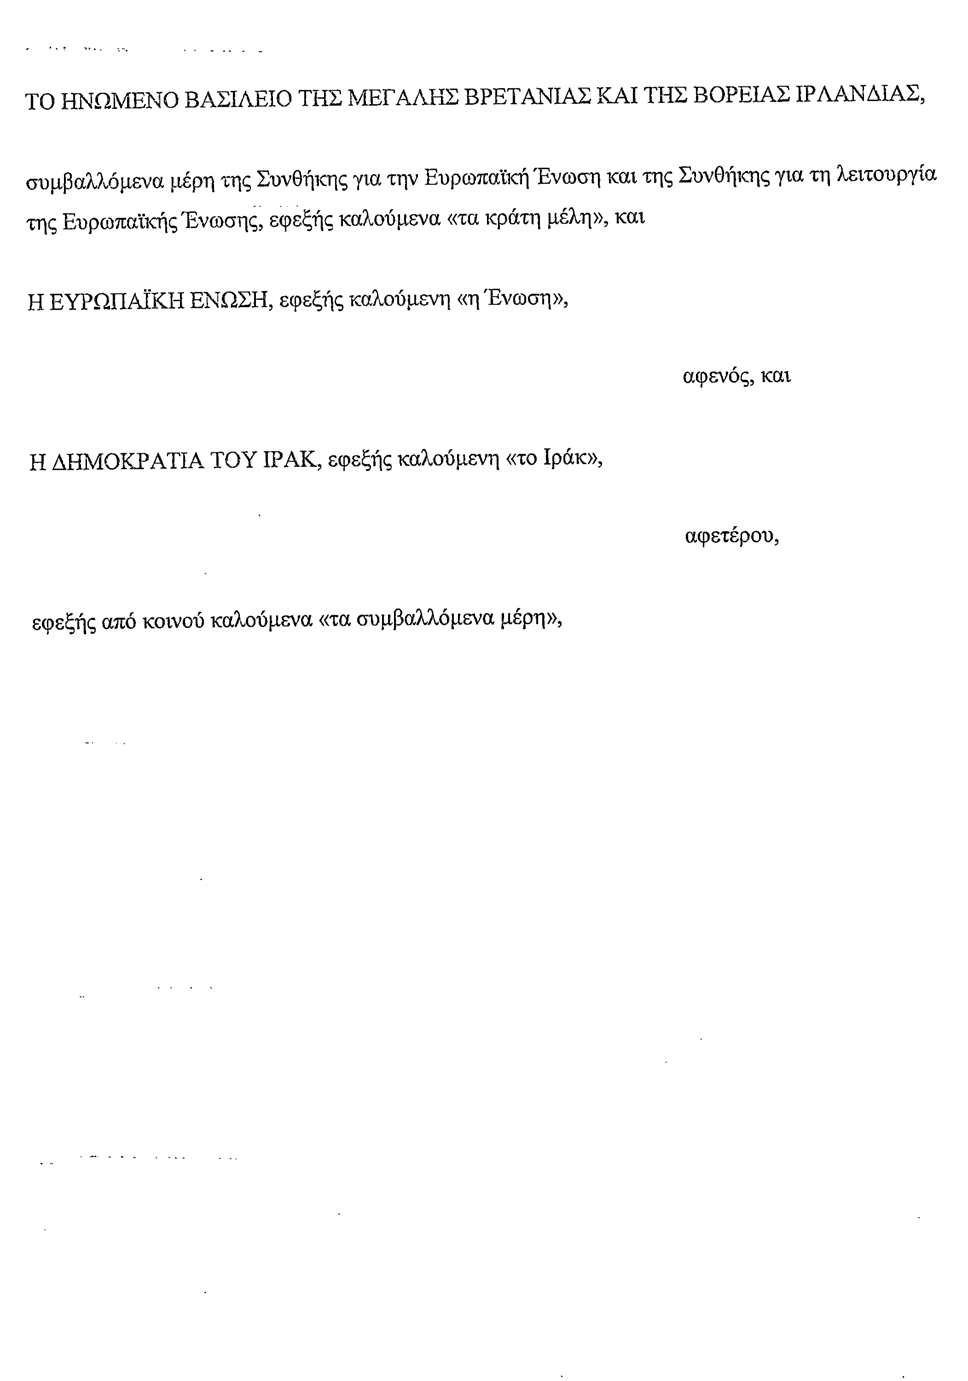 ΤΟ ΗΝΩΜΕΝΟ ΒΑΣΙΛΕΙΟ ΤΗΣ ΜΕΓΑΛΗΣ ΒΡΕΤΑΝΙΑΣ ΚΑΙ ΤΗΣ ΒΟΡΕΙΑΣ ΙΡΛΑΝΔΙΑΣ,
συμβαλλόμενα μέρη της Συνθήκης για την Ευρωπαϊκή Ένωση και της Συνθήκης για τη λειτουργία
της Ευρωπαϊκής Ένωσης, εφεξής καλούμενα «τα κράτη μέλη», και
Η ΕΥΡΩΠΑΪΚΗ ΕΝΩΣΗ, εφεξής καλούμενη «η Ένωση»,
αφενός, και
Η ΔΗΜΟΚΡΑΤΙΑ ΤΟΥ ΙΡΑΚ, εφεξής καλούμενη «το Ιράκ»,
αφετέρου,
εφεξής από κοινού καλούμενα «τα συμβαλλόμενα μέρη»,